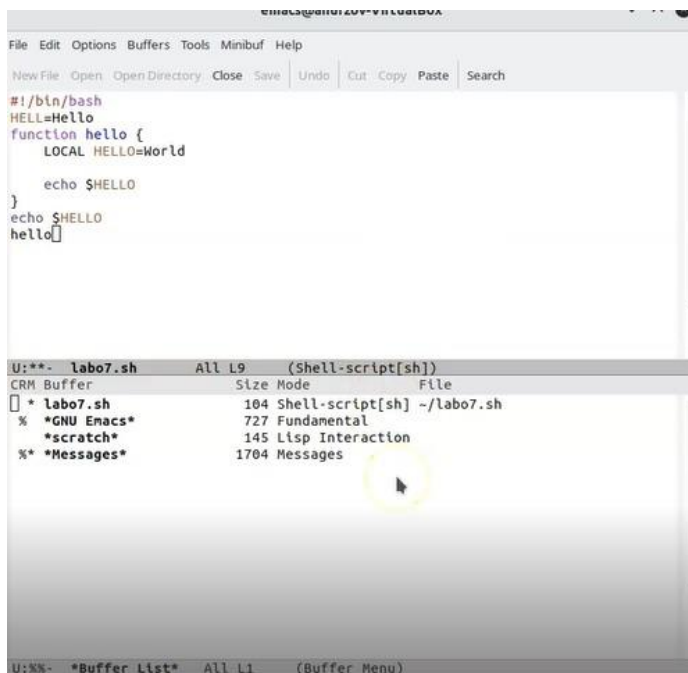 emacs@andrzov-VirtualBox
File Edit Options Buffers Tools Minibuf Help
New File Open Open Directory Close Save Undo Cut Copy Paste Search
#!/bin/bash
HELL=Hello
function hello {
    LOCAL HELLO=World
    echo $HELLO
}
echo $HELLO
hello
U:**-  labo7.sh       All L9     (Shell-script[sh])
CRM Buffer                Size Mode             File
* labo7.sh                104 Shell-script[sh] ~/labo7.sh
%  *GNU Emacs*            727 Fundamental
*scratch*                 145 Lisp Interaction
%* *Messages*            1704 Messages
U:%%-  *Buffer List*   All L1     (Buffer Menu)